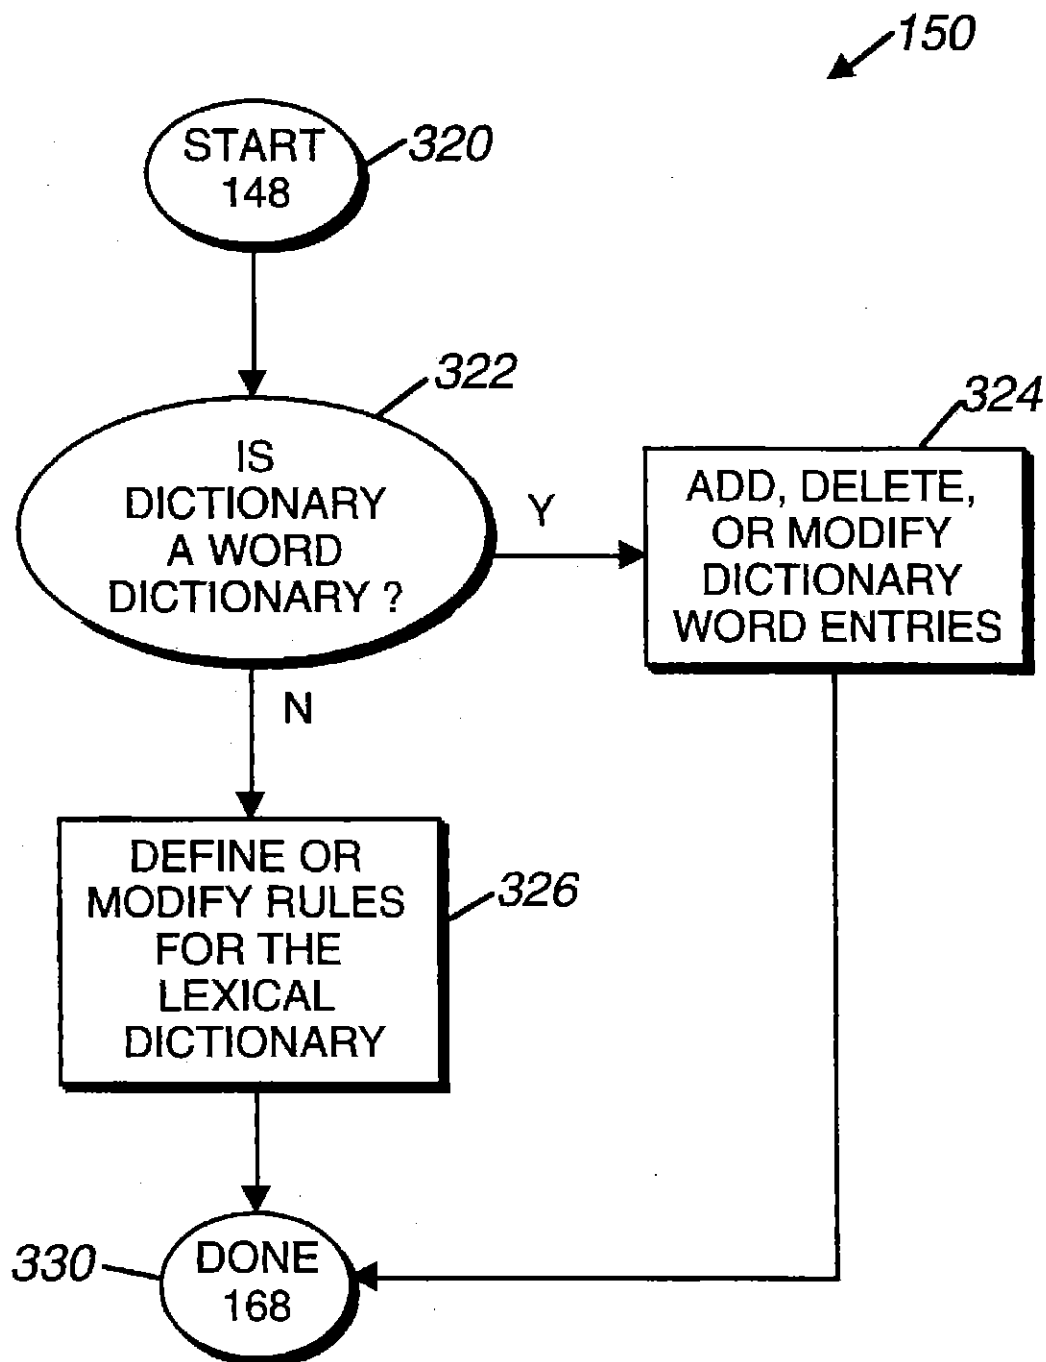 150
START
148
320
322
IS
DICTIONARY
A WORD
DICTIONARY ?
Y
324
ADD, DELETE,
OR MODIFY
DICTIONARY
WORD ENTRIES
N
DEFINE OR
MODIFY RULES
FOR THE
LEXICAL
DICTIONARY
326
330
DONE
168